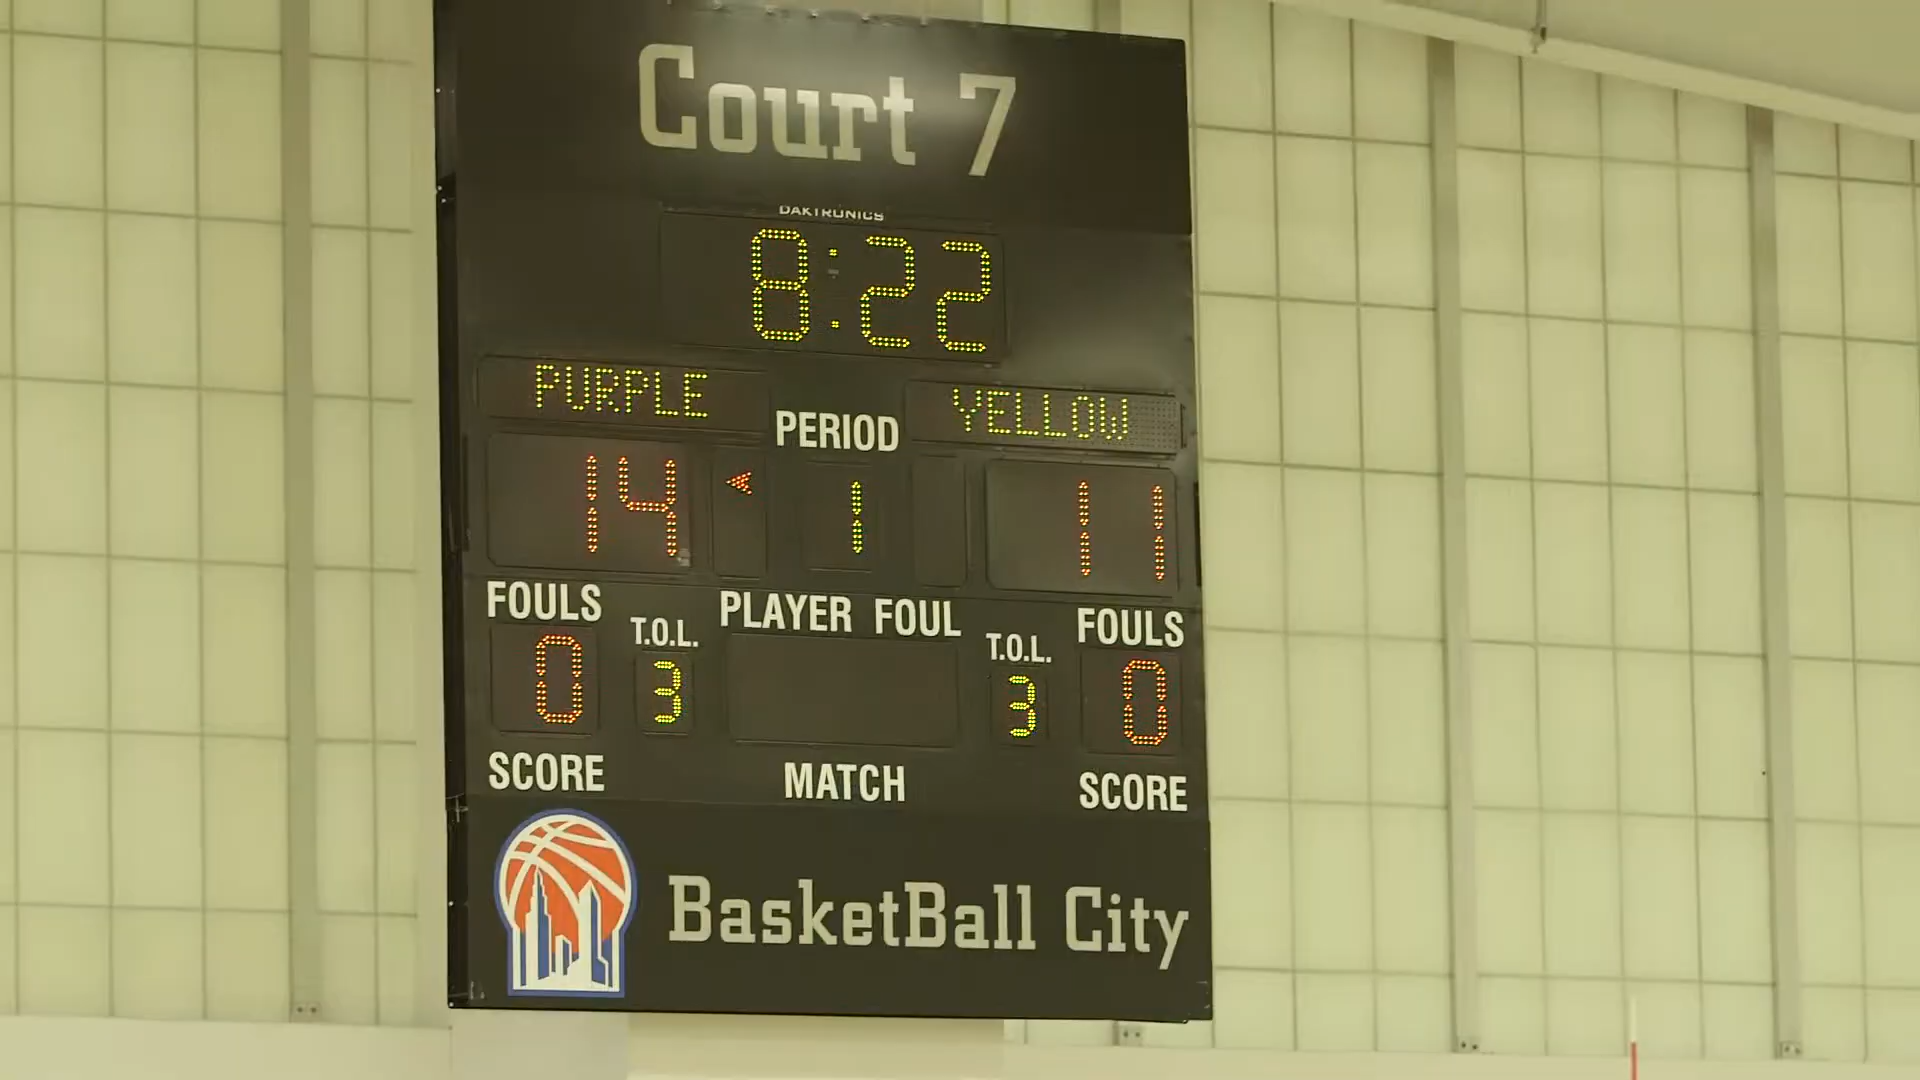 Court 7
DAKTRONICS
8:22
PURPLE
YELLOW
PERIOD
14
1
11
FOULS
PLAYER FOUL
FOULS
T.O.L.
T.O.L.
0
3
3
0
SCORE
MATCH
SCORE
BasketBall City